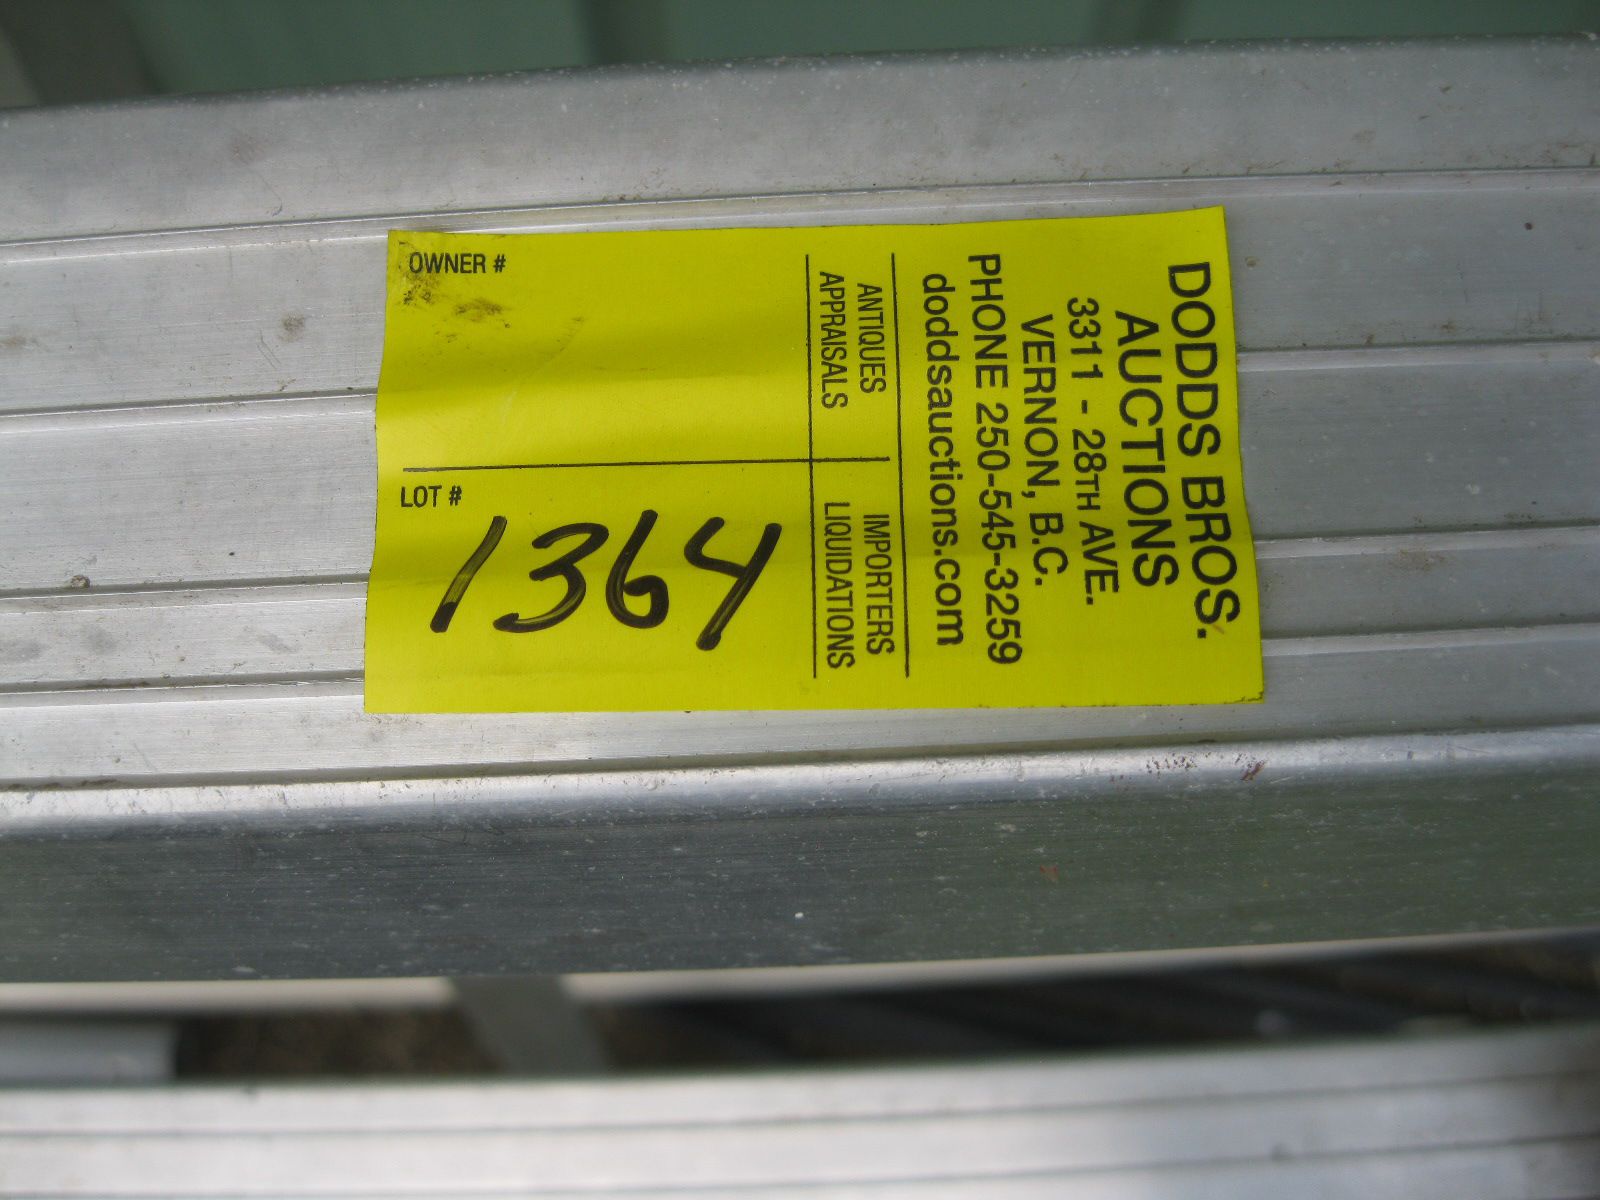 DODDS BROS.
AUCTIONS
3311 - 28TH AVE.
VERNON, B.C.
PHONE 250-545-3259
doddsauctions.com
ANTIQUES IMPORTERS
APPRAISALS LIQUIDATIONS
OWNER #
LOT #
1364